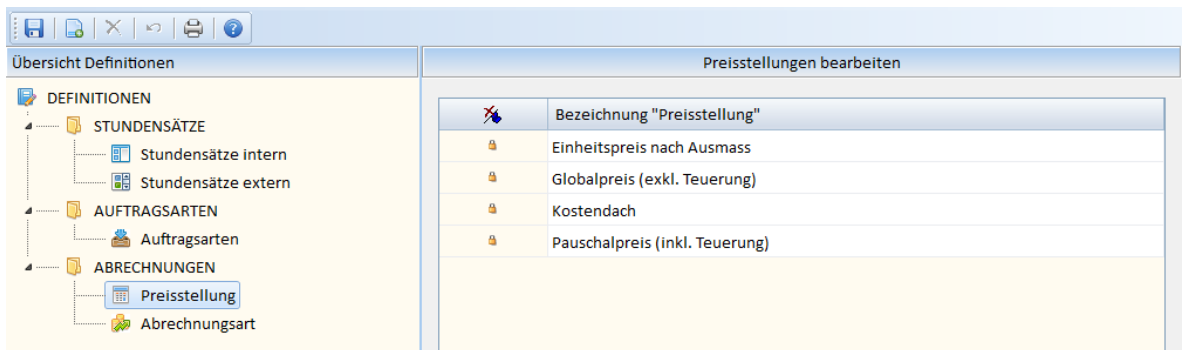 Übersicht Definitionen
DEFINITIONEN
STUNDENSÄTZE
Stundensätze intern
Stundensätze extern
AUFTRAGSARTEN
Auftragsarten
ABRECHNUNGEN
Preisstellung
Abrechnungsart
Preisstellungen bearbeiten
Bezeichnung "Preisstellung"
Einheitspreis nach Ausmass
Globalpreis (exkl. Teuerung)
Kostendach
Pauschalpreis (inkl. Teuerung)